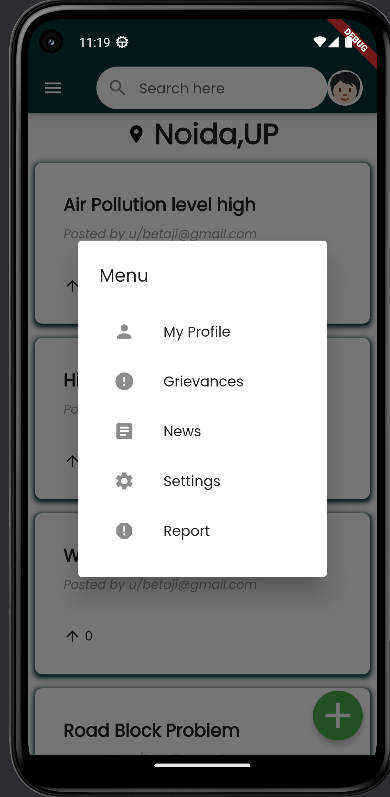 11:19
DEBUG
Search here
Noida,UP
Air Pollution level high
Posted by u/betaji@gmail.com
Menu
My Profile
Hi
Grievances
Po
News
Settings
Report
W
Posted by u/betaji@gmail.com
0
Road Block Problem